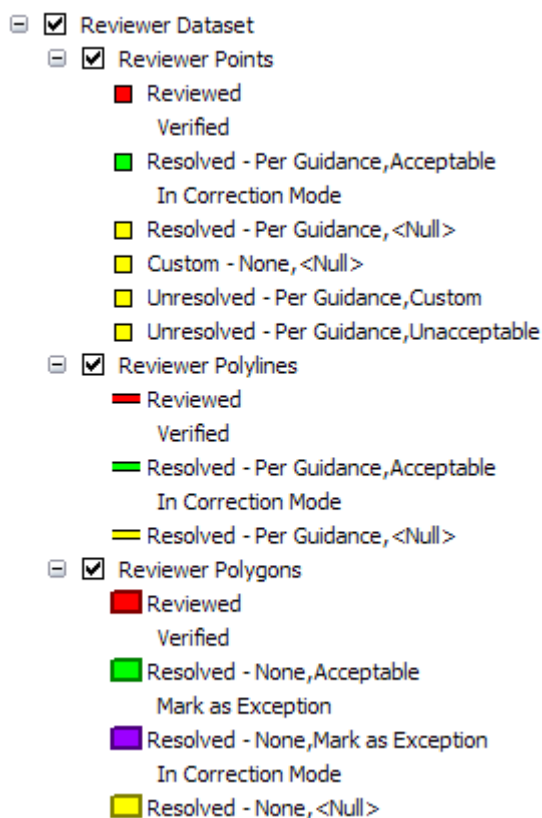 Reviewer Dataset
Reviewer Points
Reviewed
Verified
Resolved - Per Guidance,Acceptable
In Correction Mode
Resolved - Per Guidance,<Null>
Custom - None,<Null>
Unresolved - Per Guidance,Custom
Unresolved - Per Guidance,Unacceptable
Reviewer Polylines
Reviewed
Verified
Resolved - Per Guidance,Acceptable
In Correction Mode
Resolved - Per Guidance,<Null>
Reviewer Polygons
Reviewed
Verified
Resolved - None,Acceptable
Mark as Exception
Resolved - None,Mark as Exception
In Correction Mode
Resolved - None,<Null>